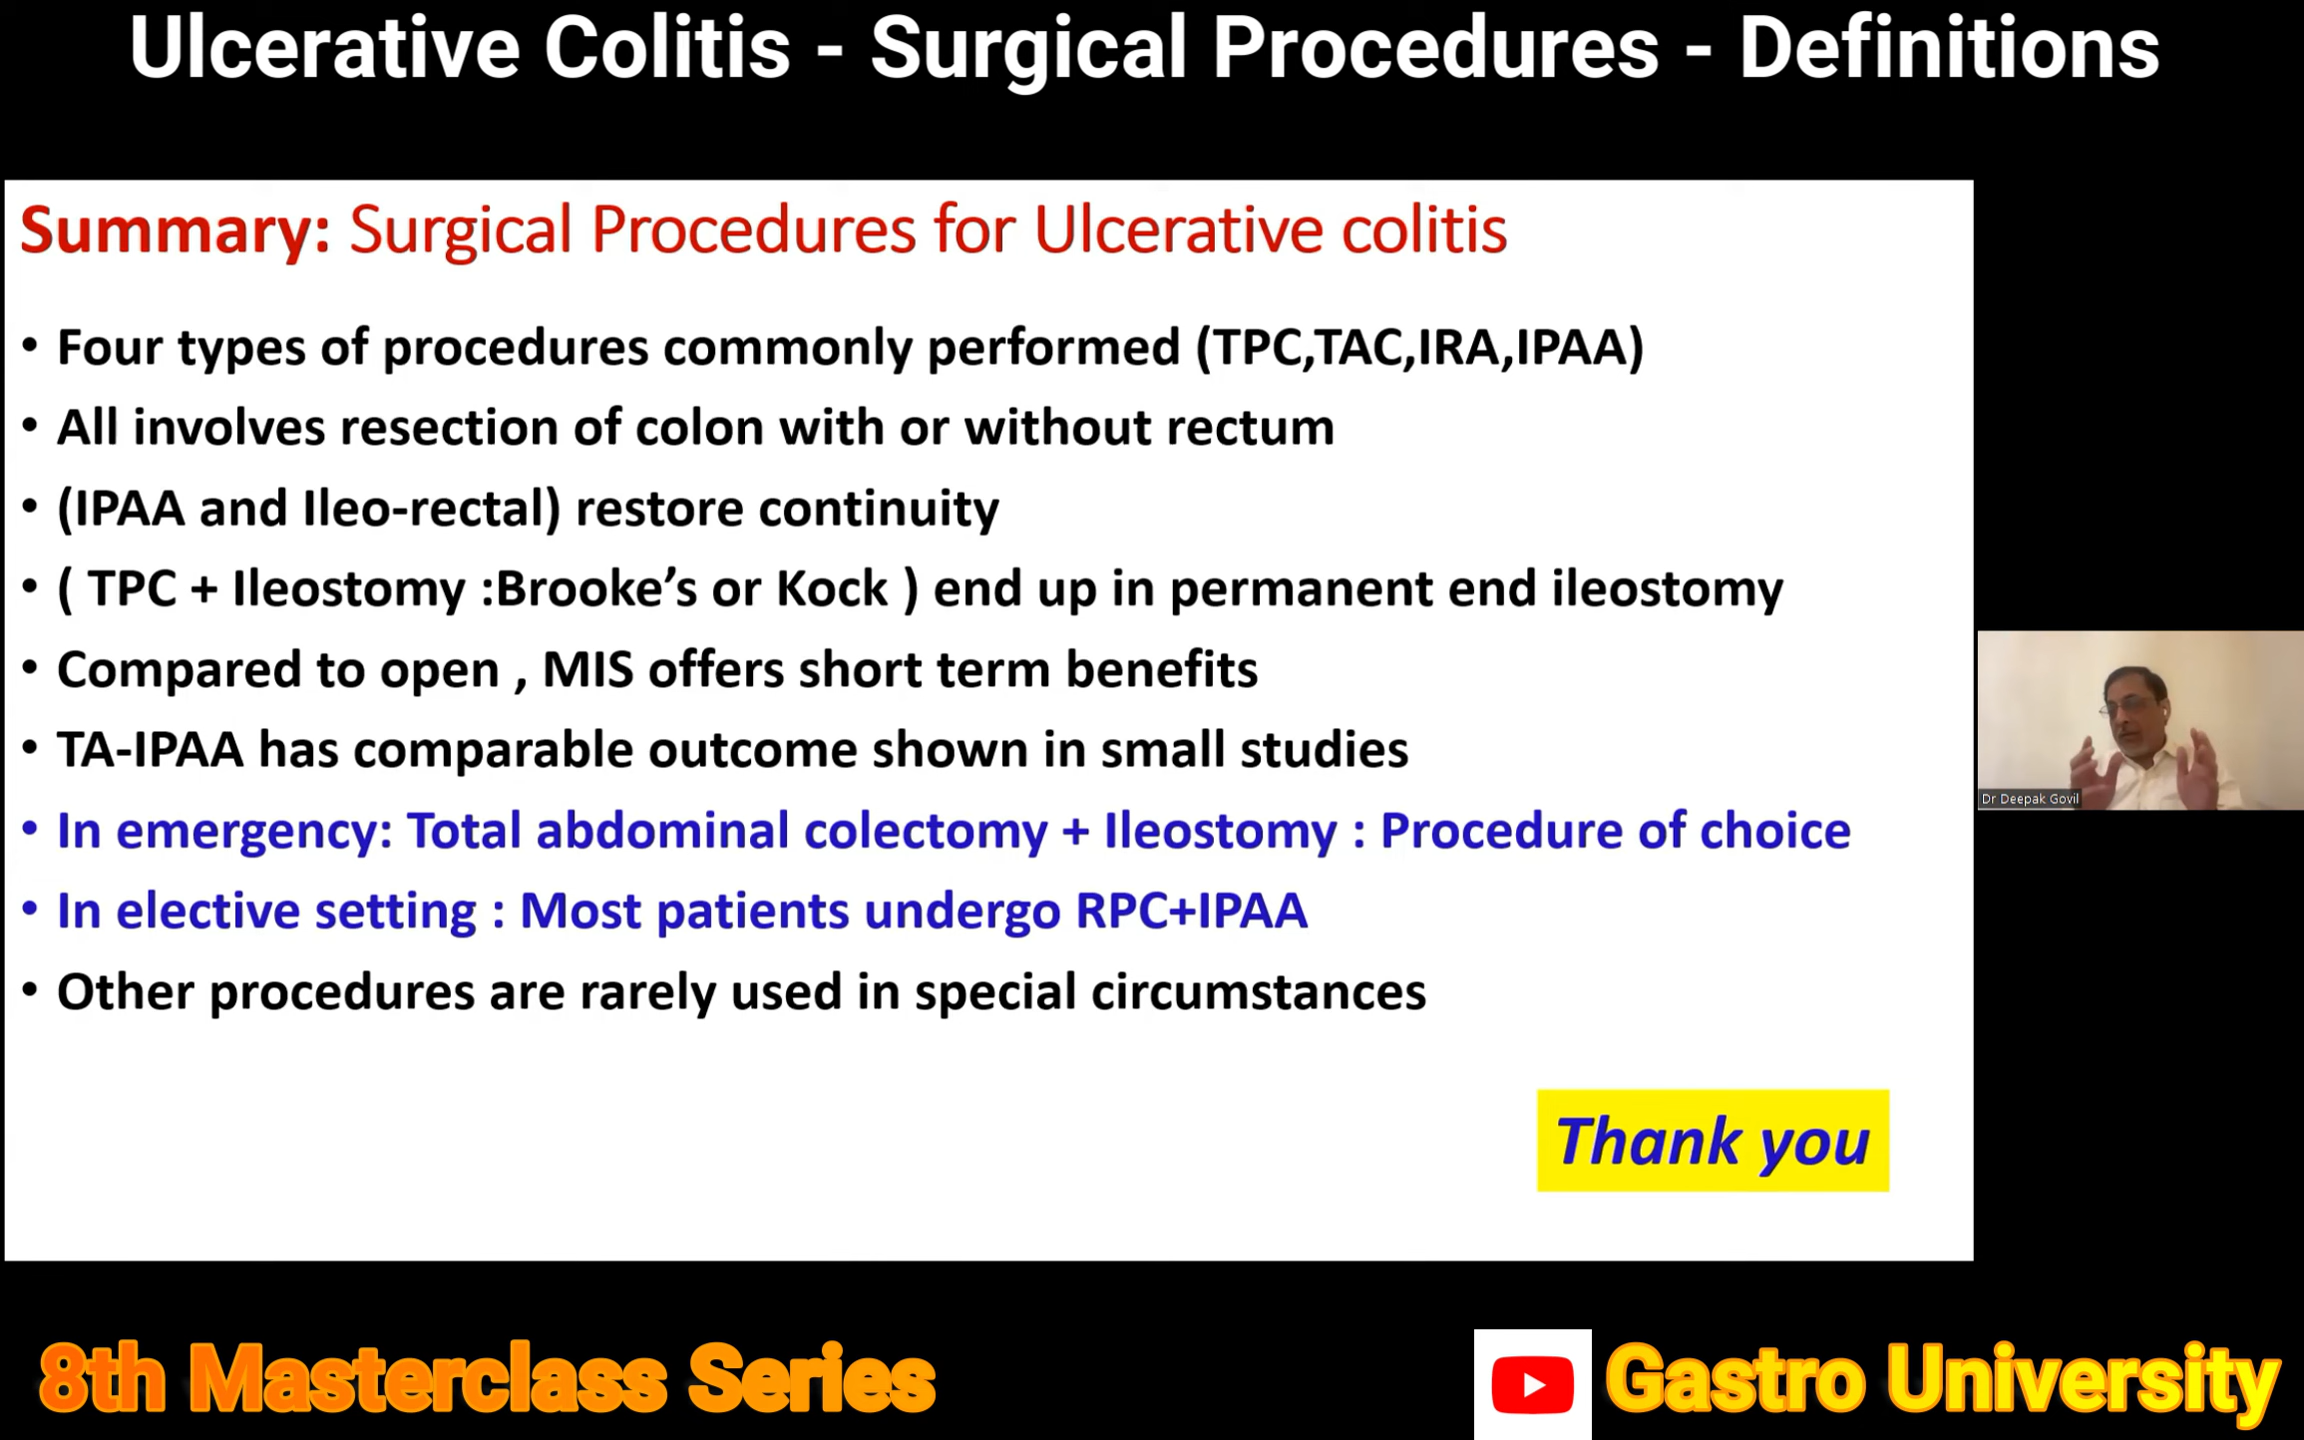 Ulcerative Colitis - Surgical Procedures - Definitions
Summary: Surgical Procedures for Ulcerative colitis
• Four types of procedures commonly performed (TPC,TAC,IRA,IPAA)
• All involves resection of colon with or without rectum
• (IPAA and Ileo-rectal) restore continuity
• ( TPC + Ileostomy :Brooke’s or Kock ) end up in permanent end ileostomy
• Compared to open , MIS offers short term benefits
• TA-IPAA has comparable outcome shown in small studies
• In emergency: Total abdominal colectomy + Ileostomy : Procedure of choice
• In elective setting : Most patients undergo RPC+IPAA
• Other procedures are rarely used in special circumstances
Thank you
Dr Deepak Govil
8th Masterclass Series
Gastro University